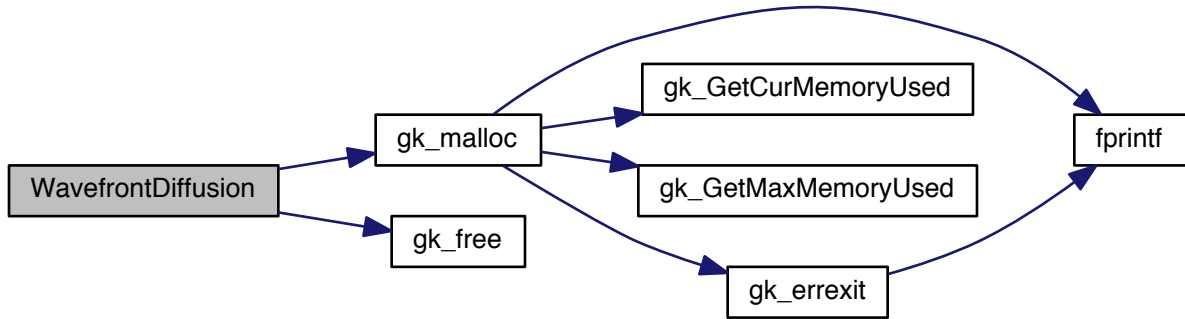 WavefrontDiffusion
gk_malloc
gk_free
gk_GetCurMemoryUsed
gk_GetMaxMemoryUsed
gk_errexit
fprintf